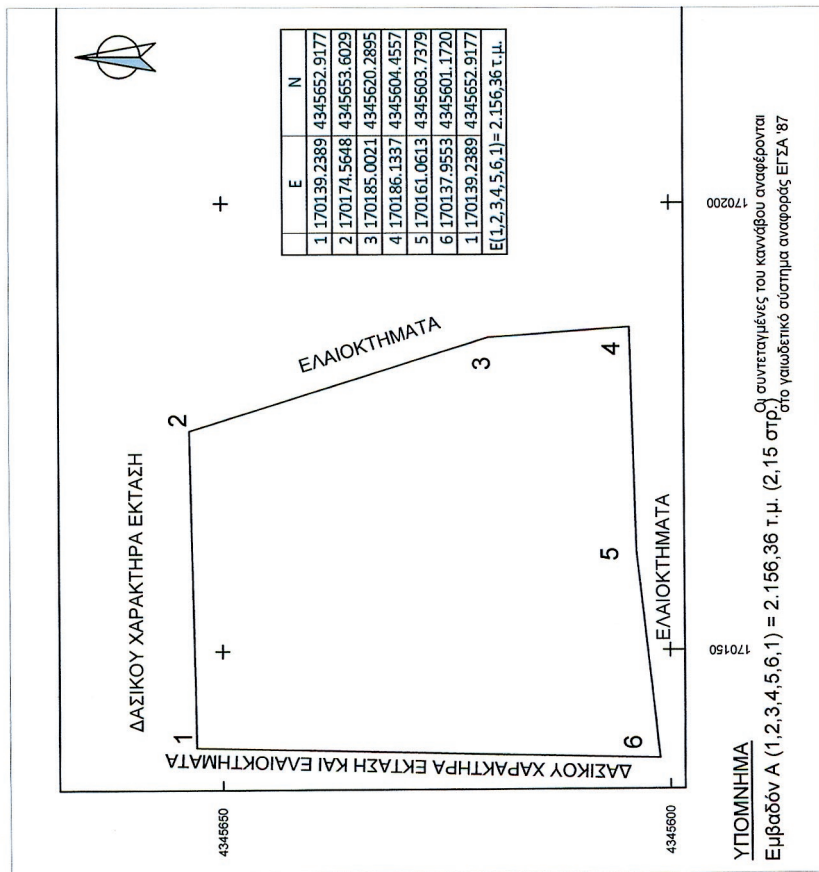 ΔΑΣΙΚΟΥ ΧΑΡΑΚΤΗΡΑ ΕΚΤΑΣΗ
1
2
ΕΛΑΙΟΚΤΗΜΑΤΑ
3
4
5
6
ΕΛΑΙΟΚΤΗΜΑΤΑ
ΔΑΣΙΚΟΥ ΧΑΡΑΚΤΗΡΑ ΕΚΤΑΣΗ ΚΑΙ ΕΛΑΙΟΚΤΗΜΑΤΑ
4345650
4345600
170150
170200
E N
1 170139.2389 4345652.9177
2 170174.5648 4345653.6029
3 170185.0021 4345620.2895
4 170186.1337 4345604.4557
5 170161.0613 4345603.7379
6 170137.9553 4345601.1720
1 170139.2389 4345652.9177
E(1,2,3,4,5,6,1)= 2.156,36 τ.μ.
ΥΠΟΜΝΗΜΑ
Εμβαδόν Α (1,2,3,4,5,6,1) = 2.156,36 τ.μ. (2,15 στρ.)
Οι συντεταγμένες του καννάβου αναφέρονται
στο γαιωδετικό σύστημα αναφοράς ΕΓΣΑ '87